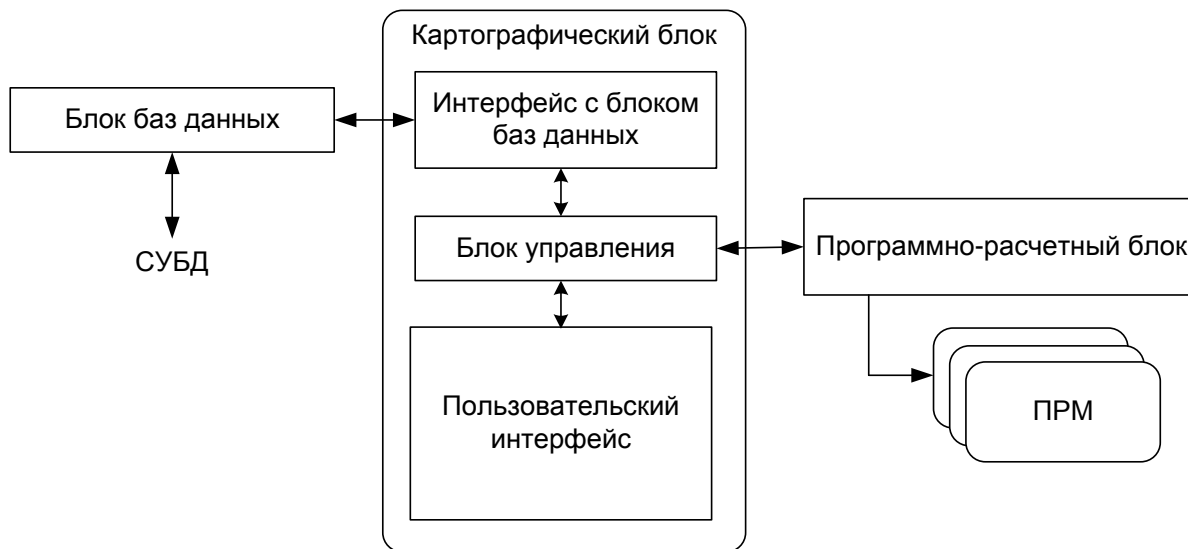 Картографический блок
Блок баз данных
Интерфейс с блоком
баз данных
СУБД
Блок управления
Программно-расчетный блок
Пользовательский
интерфейс
ПРМ